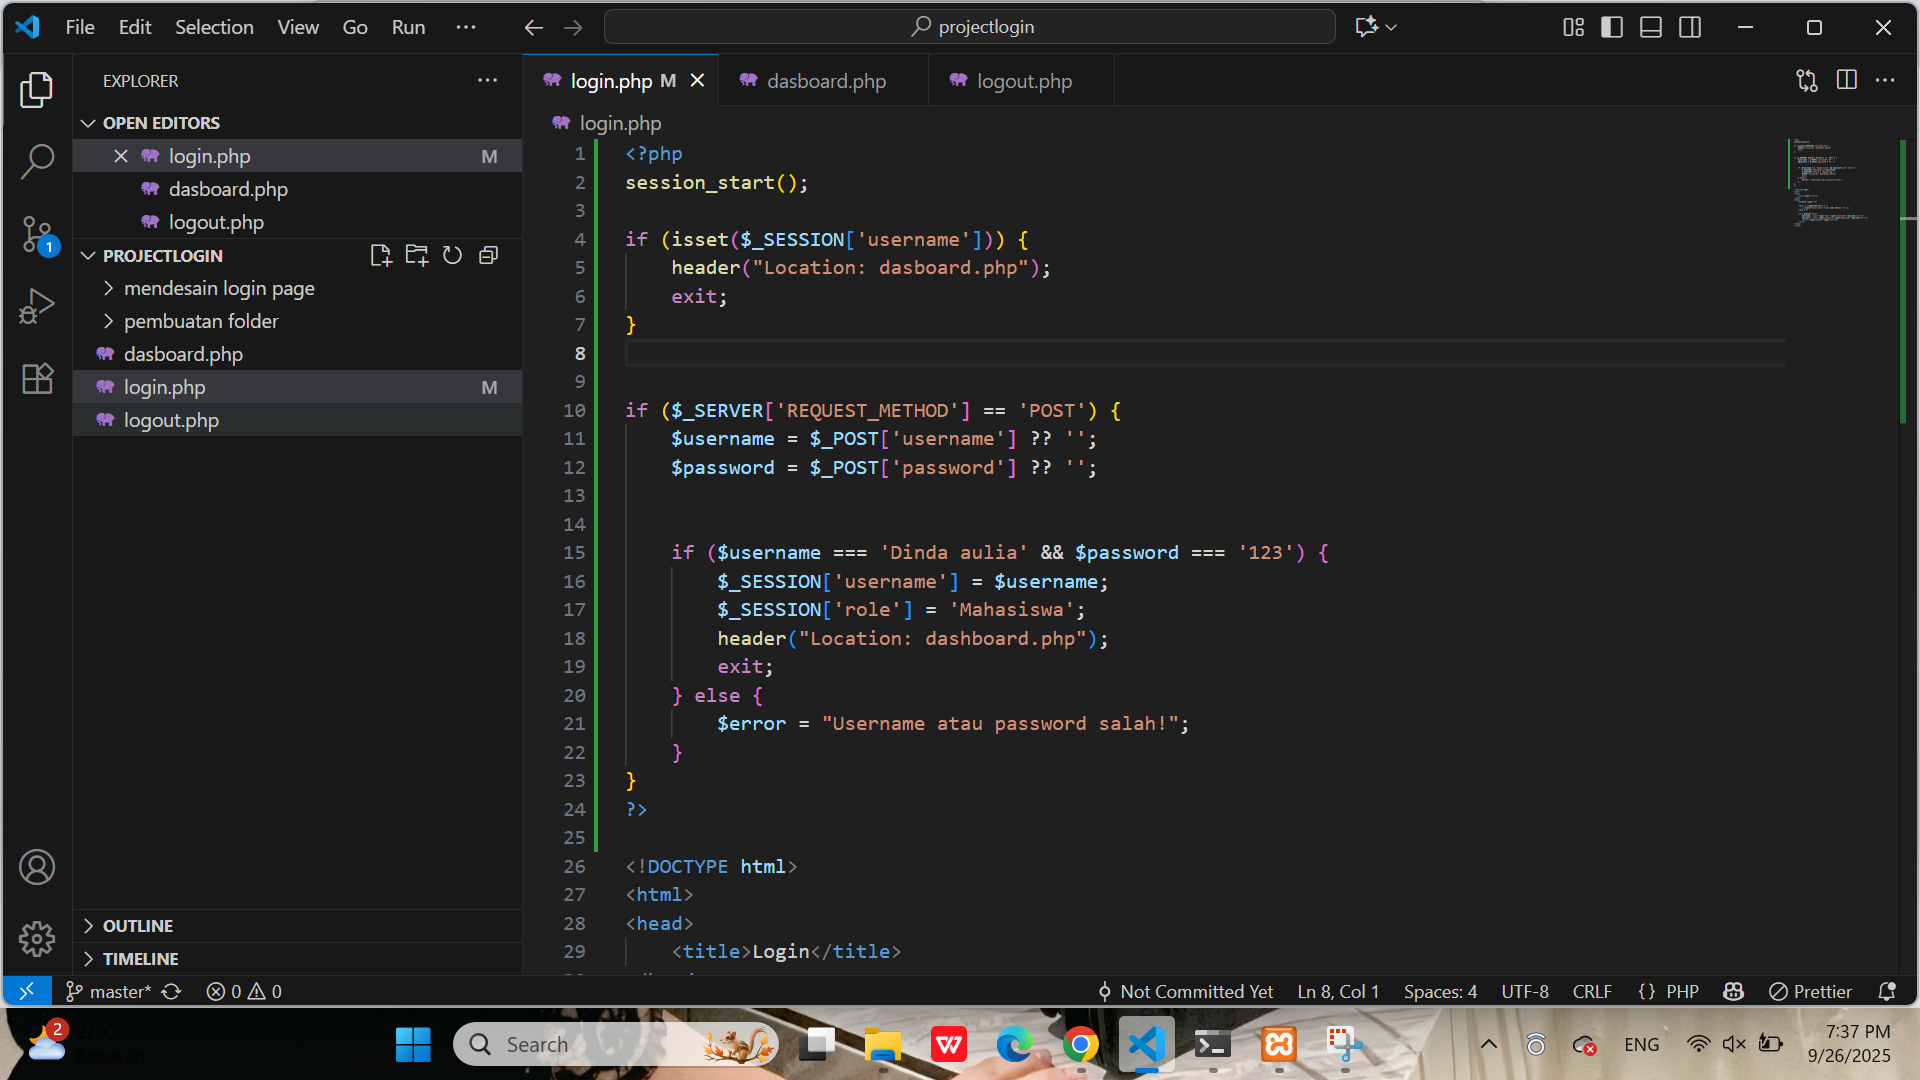 File Edit Selection View Go Run ··· projectlogin
EXPLORER
OPEN EDITORS
login.php M
dasboard.php
logout.php
PROJECTLOGIN
mendesain login page
pembuatan folder
dasboard.php
login.php M
logout.php
OUTLINE
TIMELINE
1
login.php M
dasboard.php
logout.php
login.php
1 <?php
2 session_start();
3
4 if (isset($_SESSION['username'])) {
5 header("Location: dasboard.php");
6 exit;
7 }
8
9
10 if ($_SERVER['REQUEST_METHOD'] == 'POST') {
11 $username = $_POST['username'] ?? '';
12 $password = $_POST['password'] ?? '';
13
14
15 if ($username === 'Dinda aulia' && $password === '123') {
16 $_SESSION['username'] = $username;
17 $_SESSION['role'] = 'Mahasiswa';
18 header("Location: dashboard.php");
19 exit;
20 } else {
21 $error = "Username atau password salah!";
22 }
23 }
24 ?>
25
26 <!DOCTYPE html>
27 <html>
28 <head>
29 <title>Login</title>
master* 0 0 Not Committed Yet Ln 8, Col 1 Spaces: 4 UTF-8 CRLF {} PHP Prettier
2
27°C
Berawan
Search
ENG
7:37 PM
9/26/2025